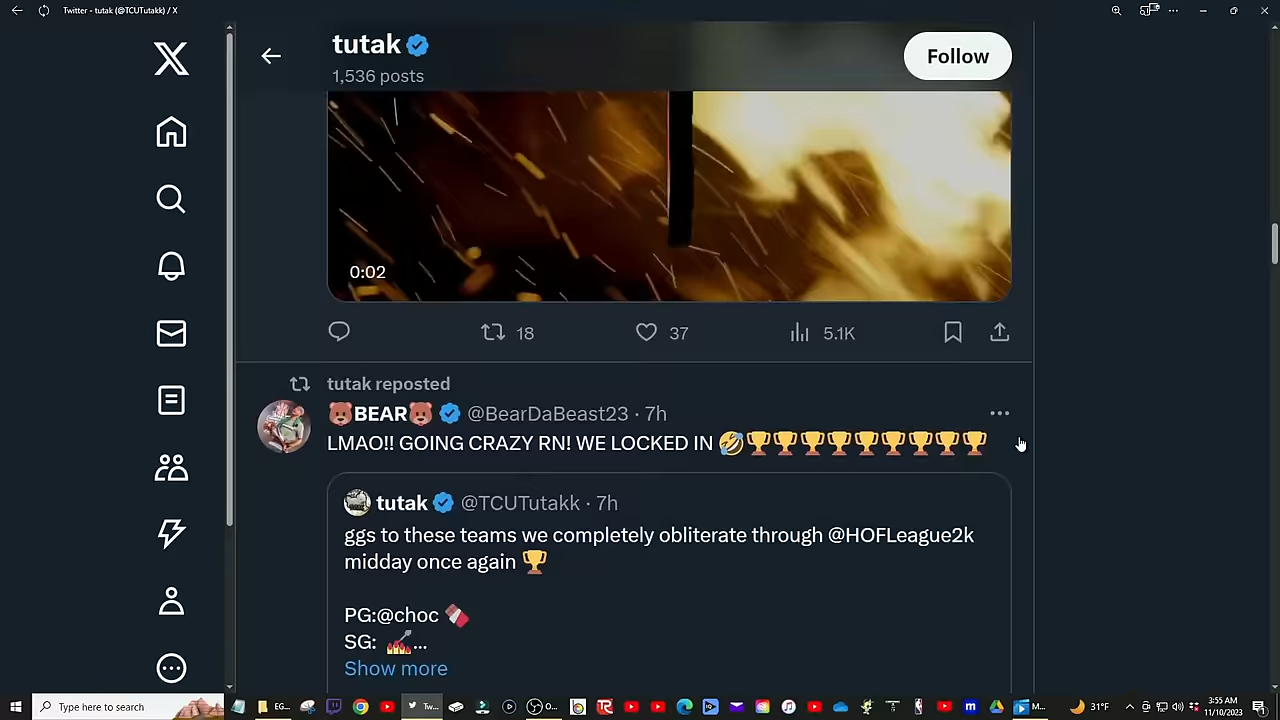 Twitter - tutak (@TCUTutakk) / X
tutak
1,536 posts
Follow
0:02
18
37
5.1K
tutak reposted
🐻BEAR🐻 @BearDaBeast23 · 7h
LMAO!! GOING CRAZY RN! WE LOCKED IN 🤣🏆🏆🏆🏆🏆🏆🏆🏆🏆
tutak @TCUTutakk · 7h
ggs to these teams we completely obliterate through @HOFLeague2k
midday once again 🏆
PG:@choc 🍫
SG: 💅...
Show more
Type here to search
EG...
Tw...
O...
M...
31°F
3:55 AM
11/10/2023